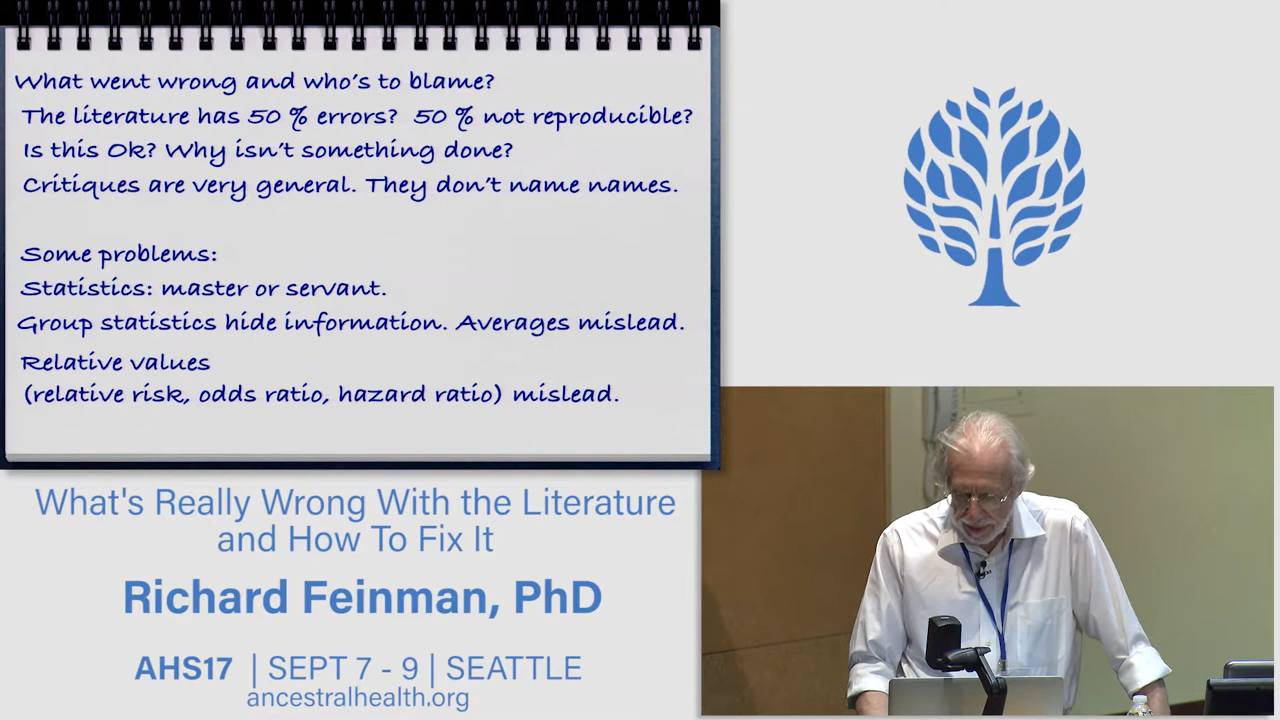 What went wrong and who's to blame?
The literature has 50 % errors? 50 % not reproducible?
Is this Ok? Why isn't something done?
Critiques are very general. They don't name names.
Some problems:
Statistics: master or servant.
Group statistics hide information. Averages mislead.
Relative values
(relative risk, odds ratio, hazard ratio) mislead.
What's Really Wrong With the Literature
and How To Fix It
Richard Feinman, PhD
AHS17 | SEPT 7 - 9 | SEATTLE
ancestralhealth.org